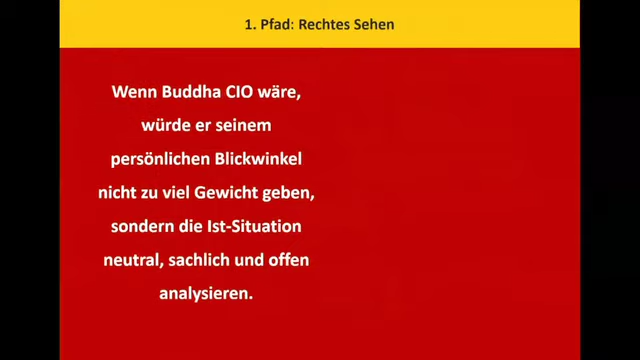 1. Pfad: Rechtes Sehen
Wenn Buddha CIO wäre,
würde er seinem
persönlichen Blickwinkel
nicht zu viel Gewicht geben,
sondern die Ist-Situation
neutral, sachlich und offen
analysieren.